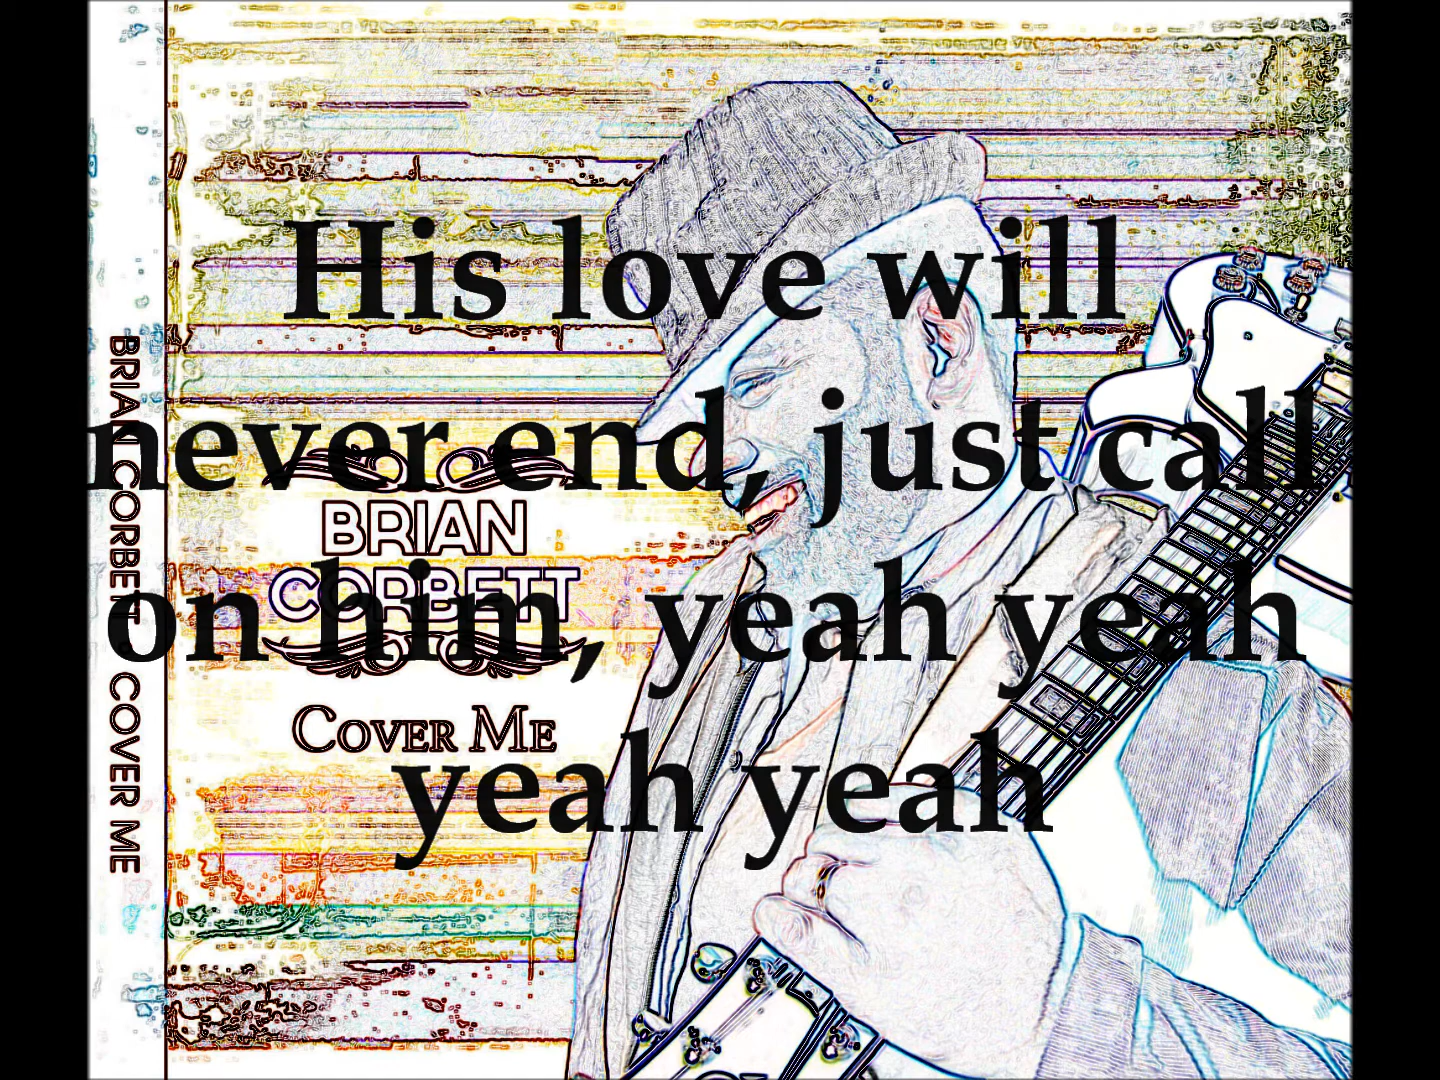 His love will
never end, just call
on him, yeah yeah
yeah yeah
BRIAN
CORBETT
COVER ME
BRIAN CORBETT COVER ME